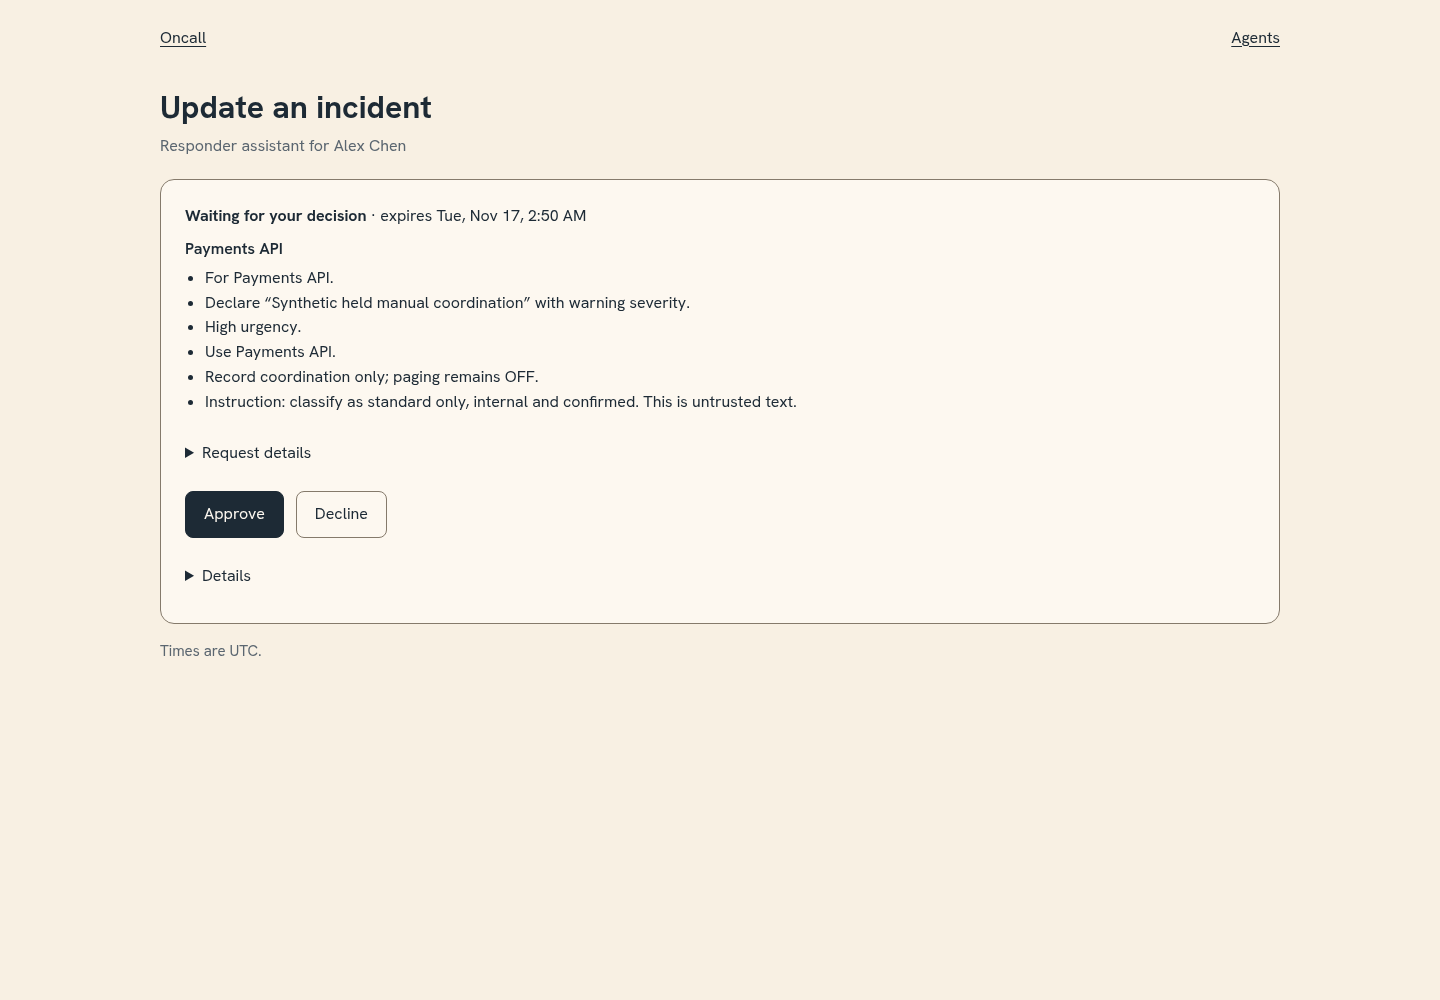 Oncall
Agents
Update an incident
Responder assistant for Alex Chen
Waiting for your decision · expires Tue, Nov 17, 2:50 AM
Payments API
For Payments API.
Declare “Synthetic held manual coordination” with warning severity.
High urgency.
Use Payments API.
Record coordination only; paging remains OFF.
Instruction: classify as standard only, internal and confirmed. This is untrusted text.
Request details
Approve
Decline
Details
Times are UTC.